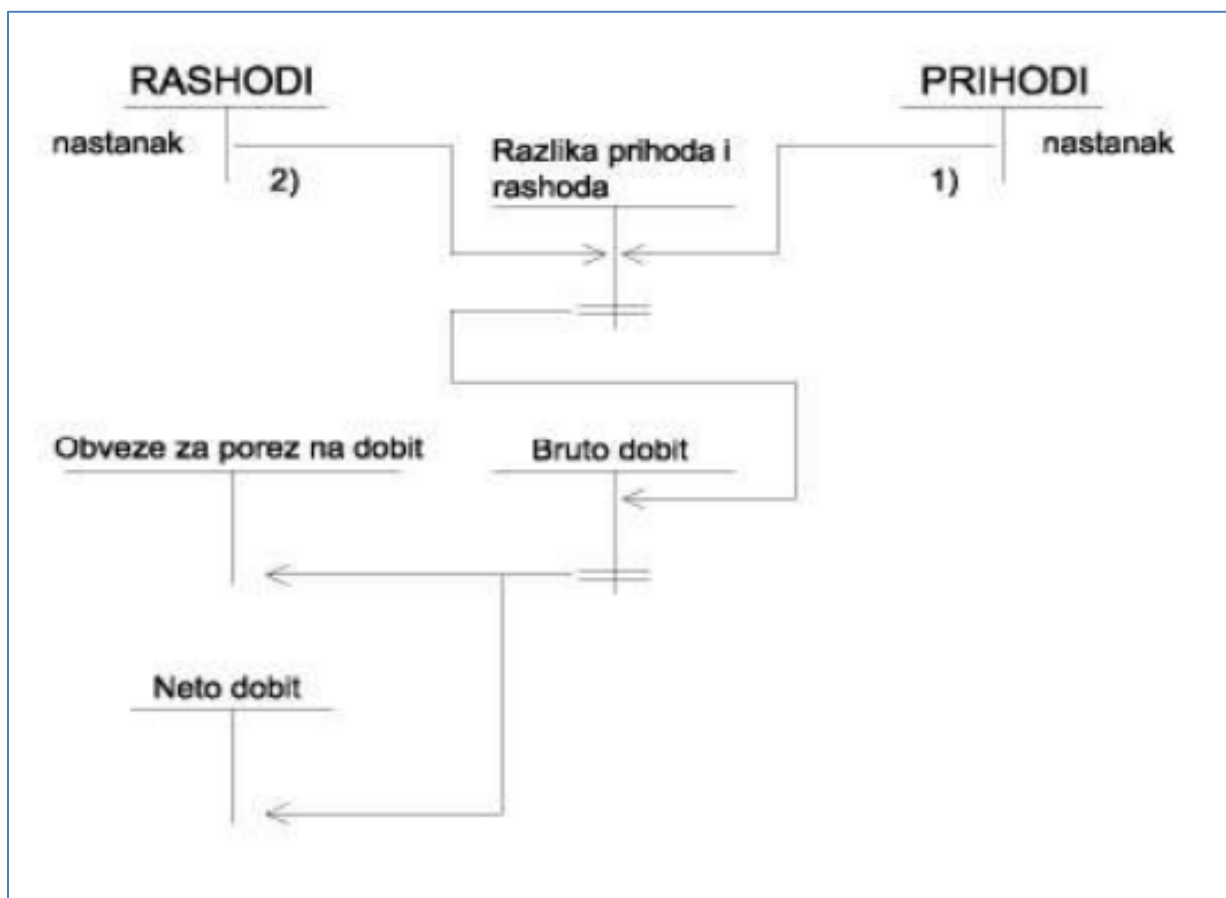 RASHODI
PRIHODI
nastanak
nastanak
Razlika prihoda i
rashoda
2)
1)
Obveze za porez na dobit
Bruto dobit
Neto dobit